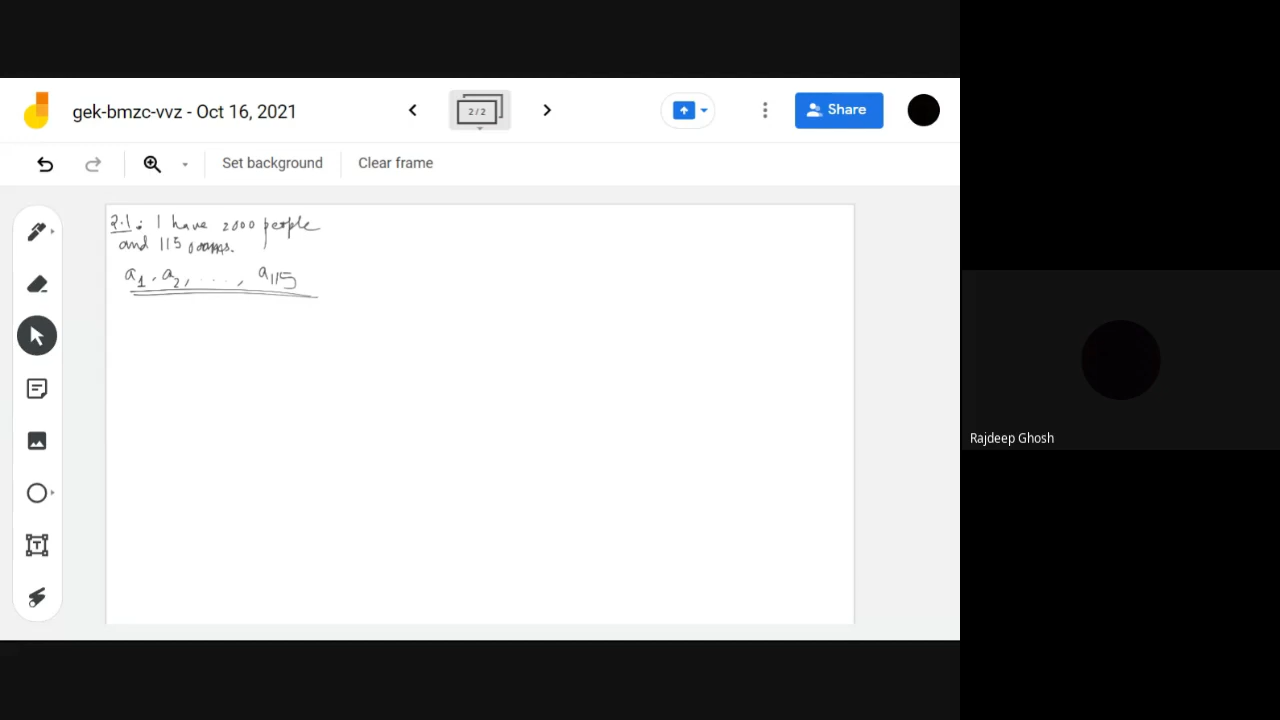 gek-bmzc-vvz - Oct 16, 2021
2/2
Share
Set background
Clear frame
2.1: I have 2000 people
and 115 rooms.
a1, a2, ...., a115
T
Rajdeep Ghosh